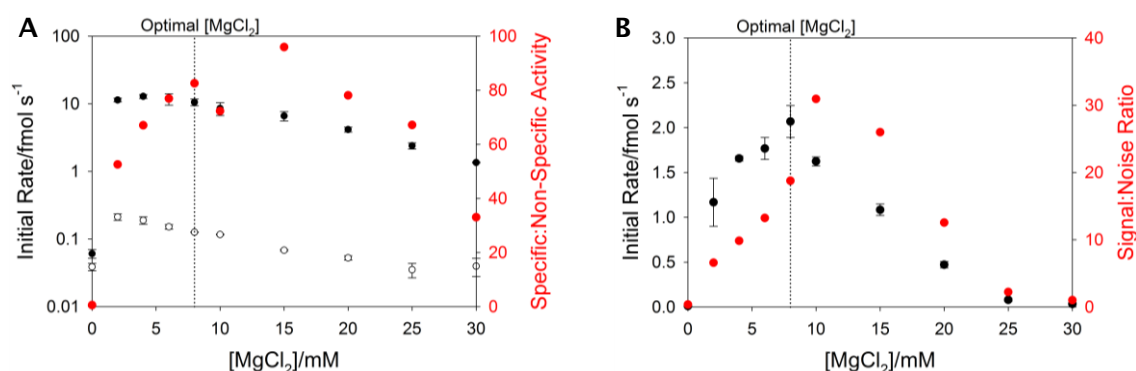 A
Optimal [MgCl₂]
Initial Rate/fmol s⁻¹
100
10
1
0.1
0.01
100
80
60
40
20
0
Specific:Non-Specific Activity
0 5 10 15 20 25 30
[MgCl₂]/mM
B
Optimal [MgCl₂]
Initial Rate/fmol s⁻¹
3.0
2.5
2.0
1.5
1.0
0.5
0.0
40
30
20
10
0
Signal:Noise Ratio
0 5 10 15 20 25 30
[MgCl₂]/mM